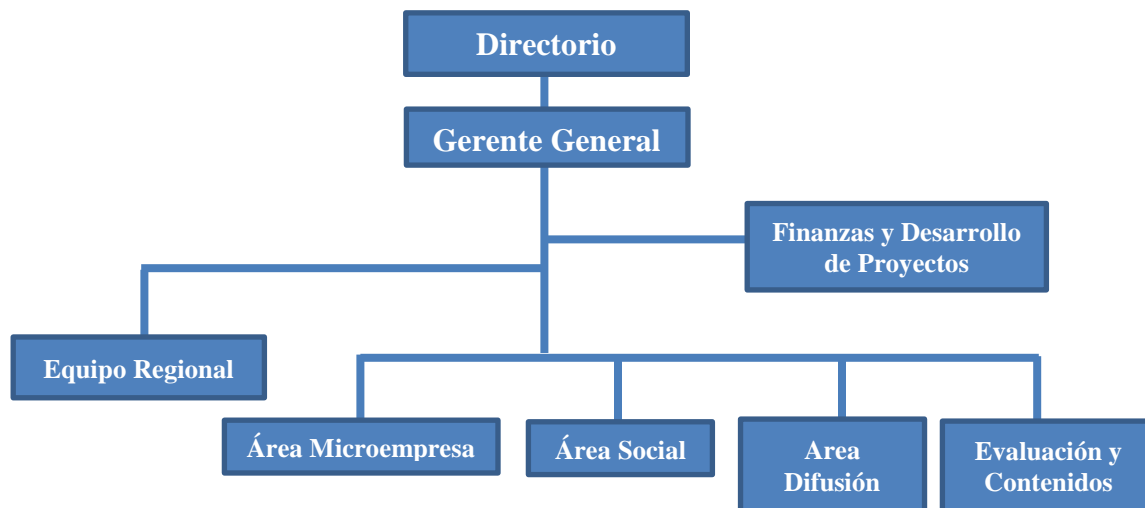 Directorio
Gerente General
Finanzas y Desarrollo
de Proyectos
Equipo Regional
Área Microempresa
Área Social
Area
Difusión
Evaluación y
Contenidos